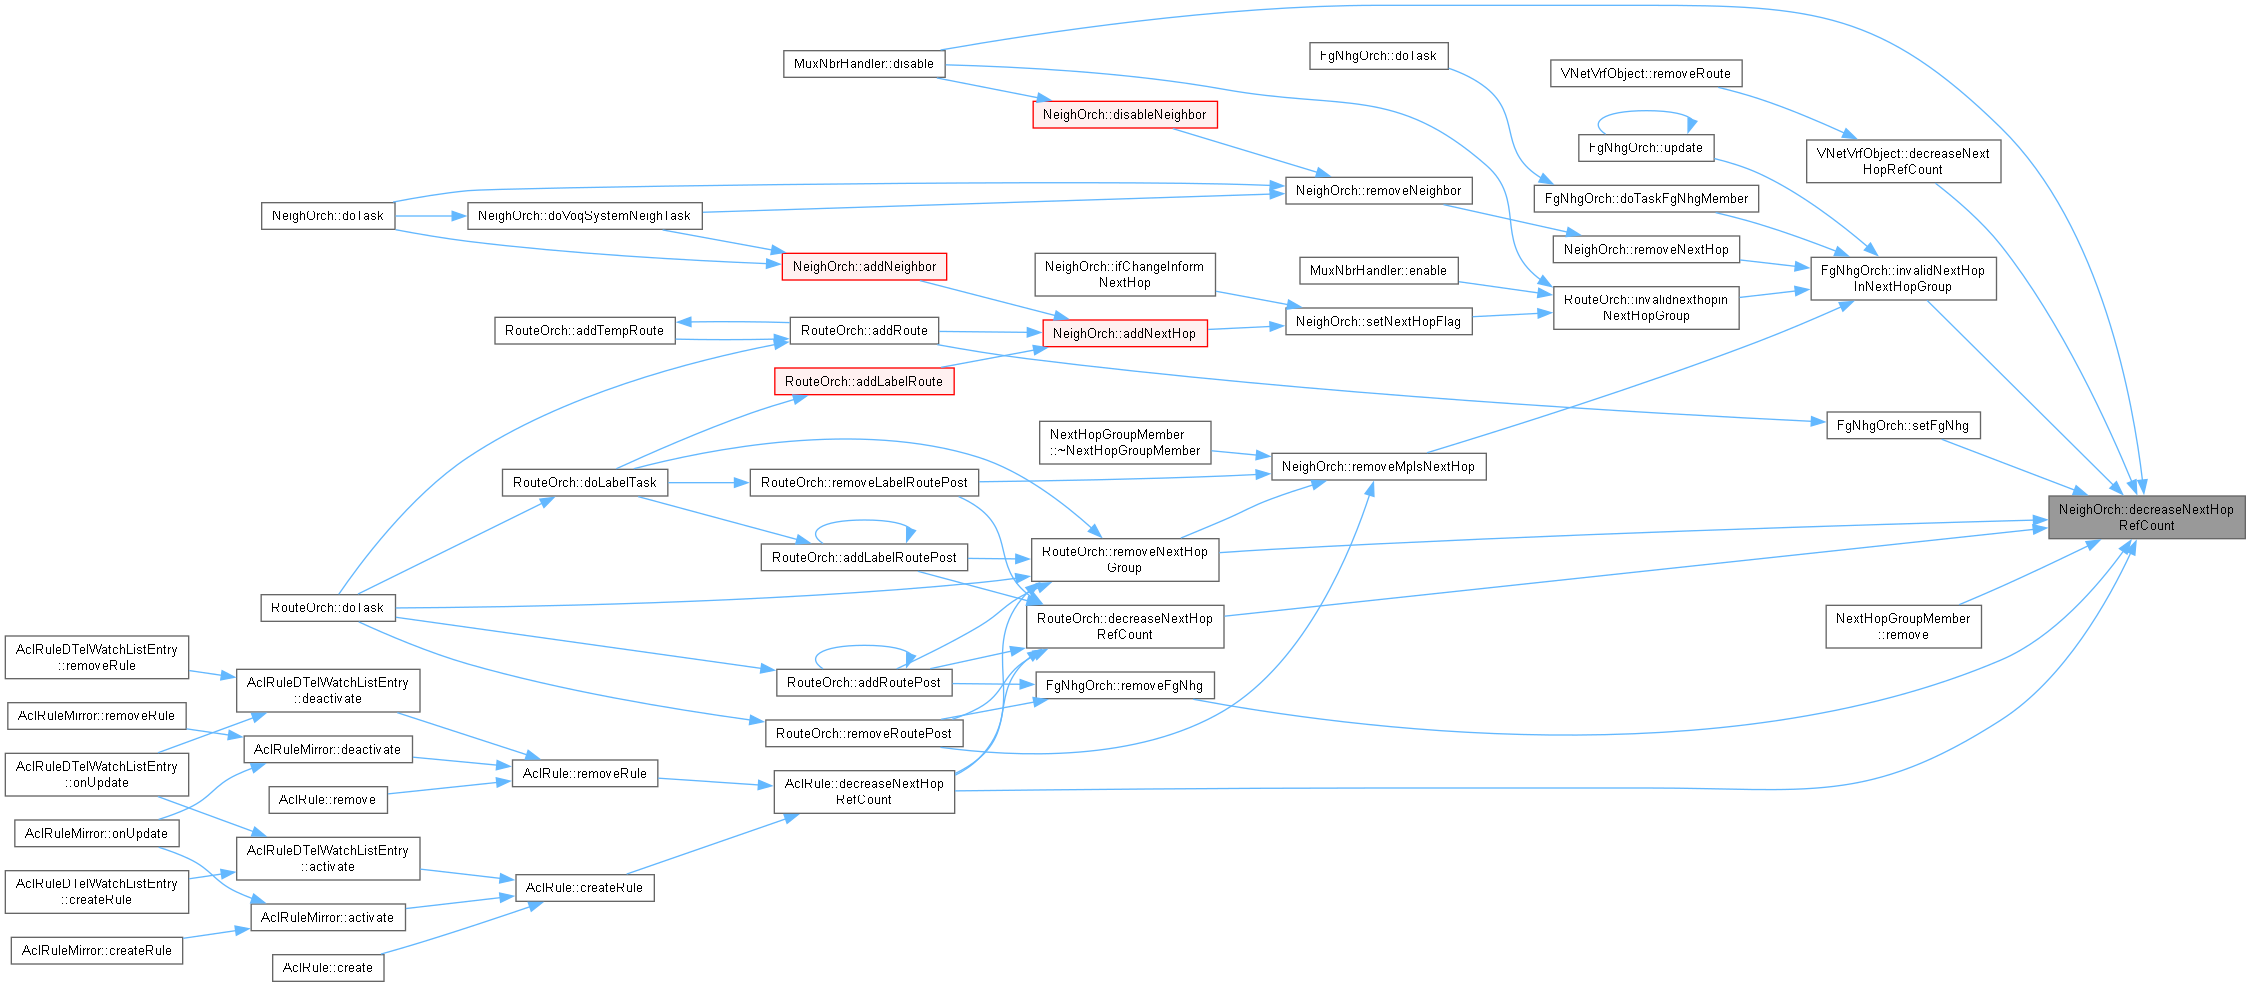 MuxNbrHandler::disable
FgNhgOrch::doTask
VNetVrfObject::removeRoute
NeighOrch::disableNeighbor
FgNhgOrch::update
VNetVrfObject::decreaseNext
HopRefCount
NeighOrch::removeNeighbor
FgNhgOrch::doTaskFgNhgMember
NeighOrch::doTask
NeighOrch::doVoqSystemNeighTask
NeighOrch::removeNextHop
NeighOrch::addNeighbor
NeighOrch::ifChangeInform
NextHop
MuxNbrHandler::enable
FgNhgOrch::invalidNextHop
InNextHopGroup
RouteOrch::invalidnexthopin
NextHopGroup
RouteOrch::addTempRoute
RouteOrch::addRoute
NeighOrch::addNextHop
NeighOrch::setNextHopFlag
RouteOrch::addLabelRoute
NextHopGroupMember
::~NextHopGroupMember
FgNhgOrch::setFgNhg
NeighOrch::removeMplsNextHop
RouteOrch::doLabelTask
RouteOrch::removeLabelRoutePost
NeighOrch::decreaseNextHop
RefCount
RouteOrch::addLabelRoutePost
RouteOrch::removeNextHop
Group
RouteOrch::doTask
RouteOrch::decreaseNextHop
RefCount
NextHopGroupMember
::remove
AclRuleDTelWatchListEntry
::removeRule
AclRuleDTelWatchListEntry
::deactivate
RouteOrch::addRoutePost
FgNhgOrch::removeFgNhg
AclRuleMirror::removeRule
RouteOrch::removeRoutePost
AclRuleMirror::deactivate
AclRuleDTelWatchListEntry
::onUpdate
AclRule::removeRule
AclRule::decreaseNextHop
RefCount
AclRule::remove
AclRuleMirror::onUpdate
AclRuleDTelWatchListEntry
::activate
AclRuleDTelWatchListEntry
::createRule
AclRule::createRule
AclRuleMirror::activate
AclRuleMirror::createRule
AclRule::create